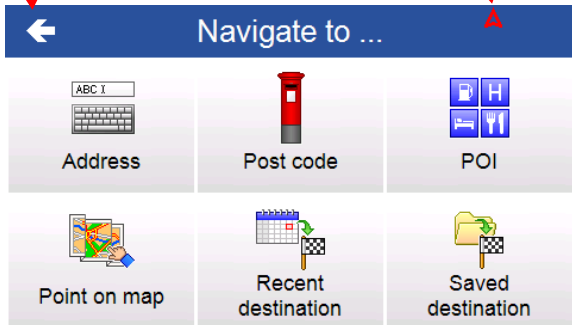 Navigate to ...
ABC I
H
Address
Post code
POI
Point on map
Recent
destination
Saved
destination